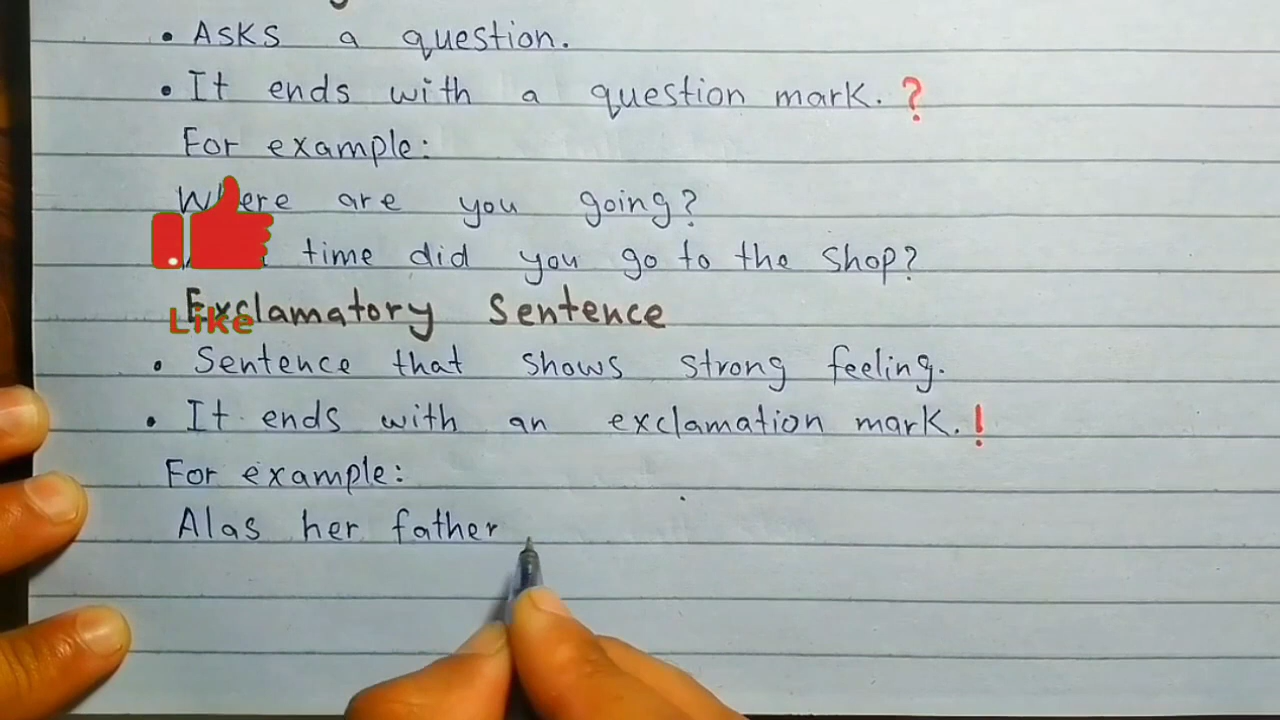 • Asks a question.
• It ends with a question mark. ?
For example:
Where are you going?
time did you go to the shop?
Exclamatory Sentence
Like
• Sentence that shows strong feeling.
• It ends with an exclamation mark. !
For example:
Alas her father